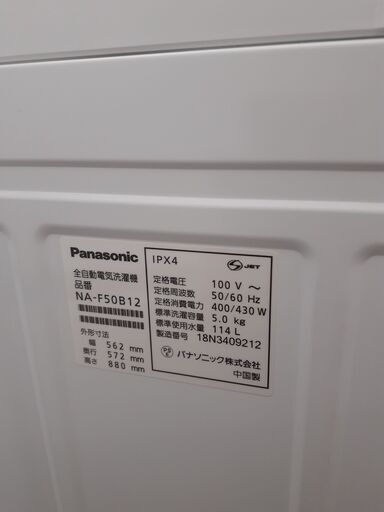 Panasonic
全自動電気洗濯機
品番
NA-F50B12
外形寸法
幅 562 mm
奥行 572 mm
高さ 880 mm
IPX4
JET
定格電圧 100 V ～
定格周波数 50/60 Hz
定格消費電力 400/430 W
標準洗濯容量 5.0 kg
標準使用水量 114 L
製造番号 18N3409212
PS E パナソニック株式会社
中国製